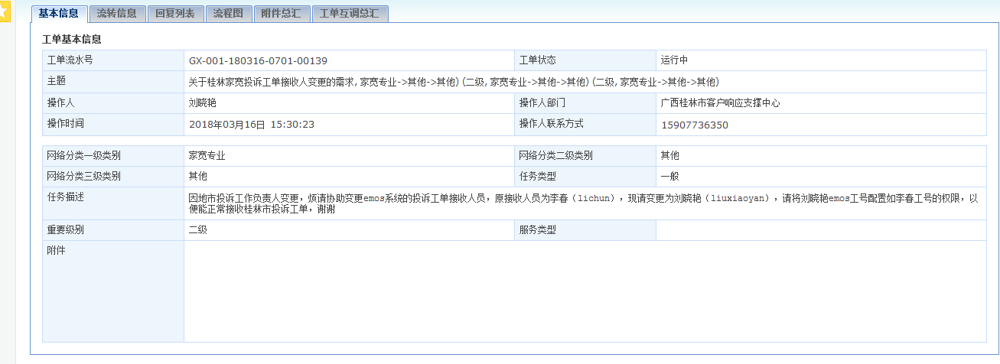 基本信息 流转信息 回复列表 流程图 附件总汇 工单互调总汇
工单基本信息
工单流水号 GX-001-180316-0701-00139 工单状态 运行中
主题 关于桂林家宽投诉工单接收人变更的需求,家宽专业->其他->其他)(二级,家宽专业->其他->其他)(二级,家宽专业->其他->其他)
操作人 刘晓艳 操作人部门 广西桂林市客户响应支撑中心
操作时间 2018年03月16日 15:30:23 操作人联系方式 15907736350
网络分类一级类别 家宽专业 网络分类二级类别 其他
网络分类三级类别 其他 任务类型 一般
任务描述 因地市投诉工作负责人变更，烦请协助变更emos系统的投诉工单接收人员，原接收人员为李春（lichun），现请变更为刘晓艳（liuxiaoyan），请将刘晓艳emos工号配置如李春工号的权限，以
便能正常接收桂林市投诉工单，谢谢
重要级别 二级 服务类型
附件